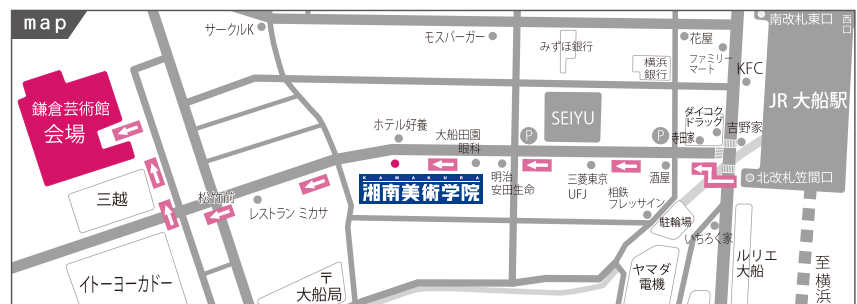 map
サークルK
モスバーガー
みずほ銀行
横浜
銀行
花屋
ファミリー
マート
KFC
南改札東口
西口
JR 大船駅
鎌倉芸術館
会場
SEIYU
P
P
ダイコク
ドラッグ
寺田家
吉野家
ホテル好養
大船田園
眼科
KAMAKURA
湘南美術学院
明治
安田生命
三菱東京
UFJ
相鉄
フレッサイン
酒屋
北改札笠間口
三越
松竹前
レストラン ミカサ
駐輪場
いちろく家
ルリエ
大船
至横浜
イトーヨーカドー
〒
大船局
ヤマダ
電機